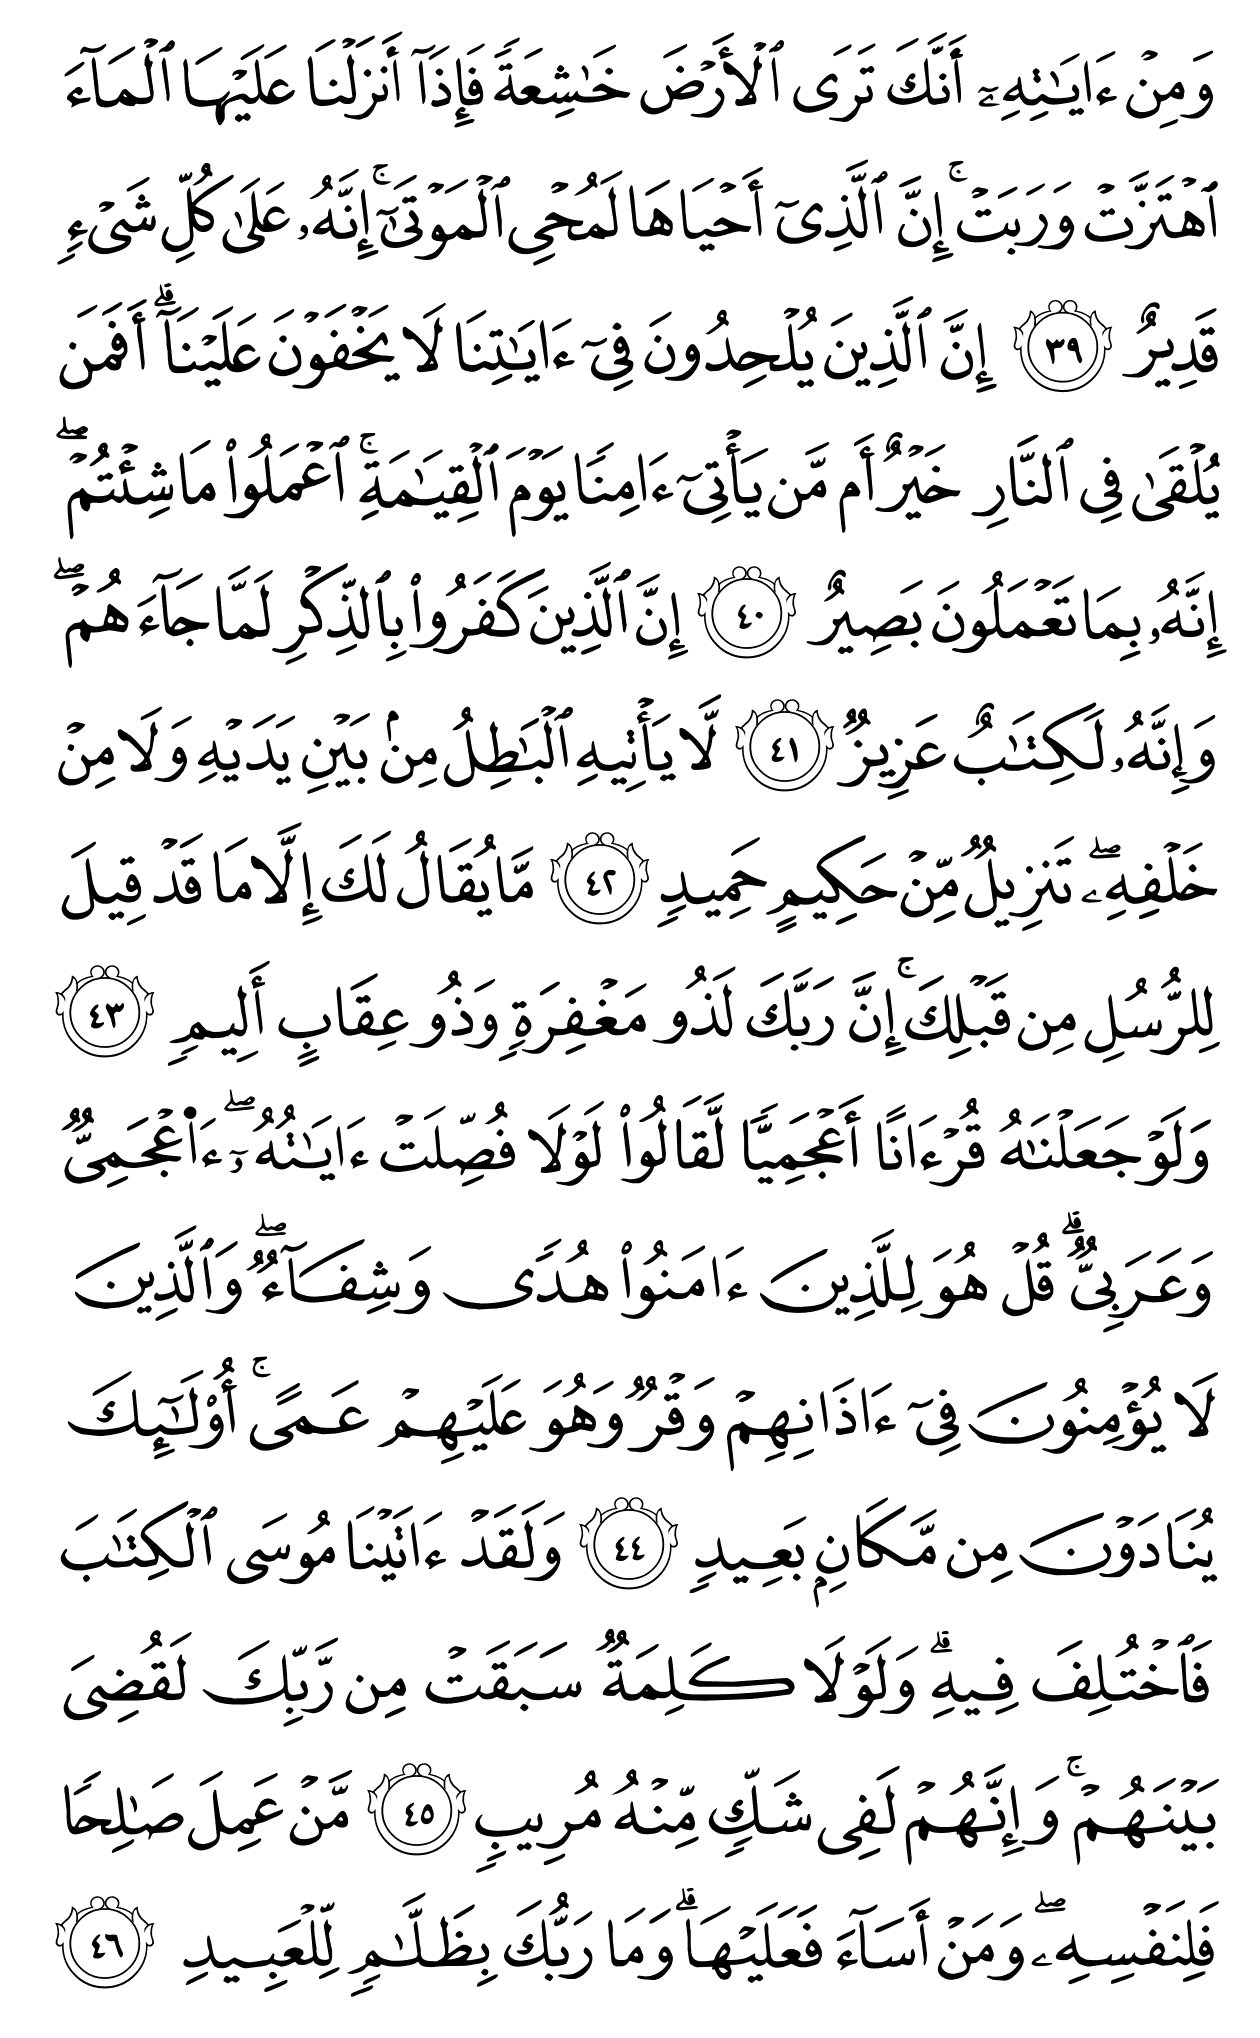 وَمِنْ ءَايَٰتِهِۦٓ أَنَّكَ تَرَى ٱلْأَرْضَ خَٰشِعَةً فَإِذَآ أَنزَلْنَا عَلَيْهَا ٱلْمَآءَ
ٱهْتَزَّتْ وَرَبَتْ ۚ إِنَّ ٱلَّذِىٓ أَحْيَاهَا لَمُحْىِ ٱلْمَوْتَىٰٓ ۚ إِنَّهُۥ عَلَىٰ كُلِّ شَىْءٍ
قَدِيرٌ ٣٩ إِنَّ ٱلَّذِينَ يُلْحِدُونَ فِىٓ ءَايَٰتِنَا لَا يَخْفَوْنَ عَلَيْنَآ ۗ أَفَمَن
يُلْقَىٰ فِى ٱلنَّارِ خَيْرٌ أَم مَّن يَأْتِىٓ ءَامِنًا يَوْمَ ٱلْقِيَٰمَةِ ۚ ٱعْمَلُوا۟ مَا شِئْتُمْ ۖ
إِنَّهُۥ بِمَا تَعْمَلُونَ بَصِيرٌ ٤٠ إِنَّ ٱلَّذِينَ كَفَرُوا۟ بِٱلذِّكْرِ لَمَّا جَآءَهُمْ ۖ
وَإِنَّهُۥ لَكِتَٰبٌ عَزِيزٌ ٤١ لَّا يَأْتِيهِ ٱلْبَٰطِلُ مِنۢ بَيْنِ يَدَيْهِ وَلَا مِنْ
خَلْفِهِۦ ۖ تَنزِيلٌ مِّنْ حَكِيمٍ حَمِيدٍ ٤٢ مَّا يُقَالُ لَكَ إِلَّا مَا قَدْ قِيلَ
لِلرُّسُلِ مِن قَبْلِكَ ۚ إِنَّ رَبَّكَ لَذُو مَغْفِرَةٍ وَذُو عِقَابٍ أَلِيمٍ ٤٣
وَلَوْ جَعَلْنَٰهُ قُرْءَانًا أَعْجَمِيًّا لَّقَالُوا۟ لَوْلَا فُصِّلَتْ ءَايَٰتُهُۥٓ ۖ ءَا۬عْجَمِىٌّ
وَعَرَبِىٌّ ۗ قُلْ هُوَ لِلَّذِينَ ءَامَنُوا۟ هُدًى وَشِفَآءٌ ۖ وَٱلَّذِينَ
لَا يُؤْمِنُونَ فِىٓ ءَاذَانِهِمْ وَقْرٌ وَهُوَ عَلَيْهِمْ عَمًى ۚ أُو۟لَٰٓئِكَ
يُنَادَوْنَ مِن مَّكَانٍۭ بَعِيدٍ ٤٤ وَلَقَدْ ءَاتَيْنَا مُوسَى ٱلْكِتَٰبَ
فَٱخْتُلِفَ فِيهِ ۗ وَلَوْلَا كَلِمَةٌ سَبَقَتْ مِن رَّبِّكَ لَقُضِىَ
بَيْنَهُمْ ۚ وَإِنَّهُمْ لَفِى شَكٍّ مِّنْهُ مُرِيبٍ ٤٥ مَّنْ عَمِلَ صَٰلِحًا
فَلِنَفْسِهِۦ ۖ وَمَنْ أَسَآءَ فَعَلَيْهَا ۗ وَمَا رَبُّكَ بِظَلَّٰمٍ لِّلْعَبِيدِ ٤٦